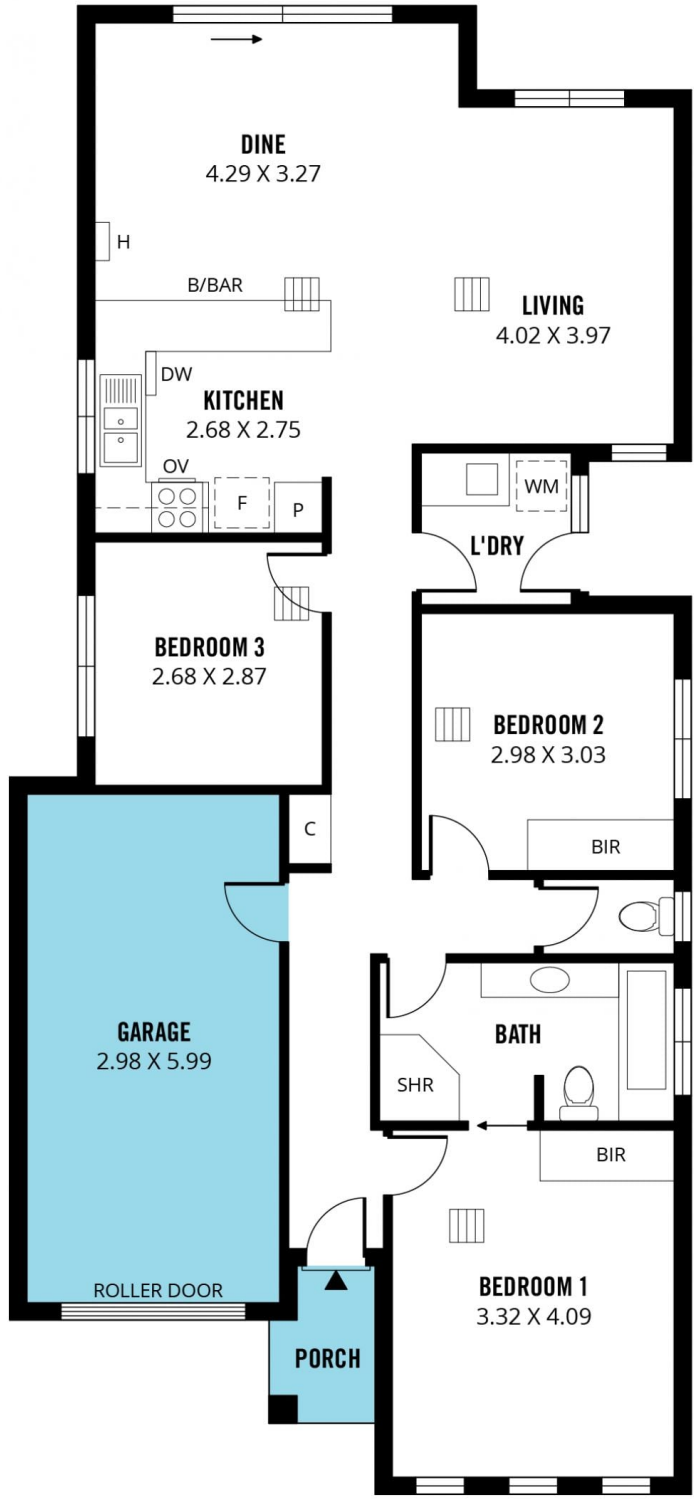 DINE
4.29 X 3.27
H
B/BAR
LIVING
4.02 X 3.97
DW
KITCHEN
2.68 X 2.75
OV
F
P
WM
L'DRY
BEDROOM 3
2.68 X 2.87
BEDROOM 2
2.98 X 3.03
C
BIR
GARAGE
2.98 X 5.99
BATH
SHR
BIR
ROLLER DOOR
BEDROOM 1
3.32 X 4.09
PORCH